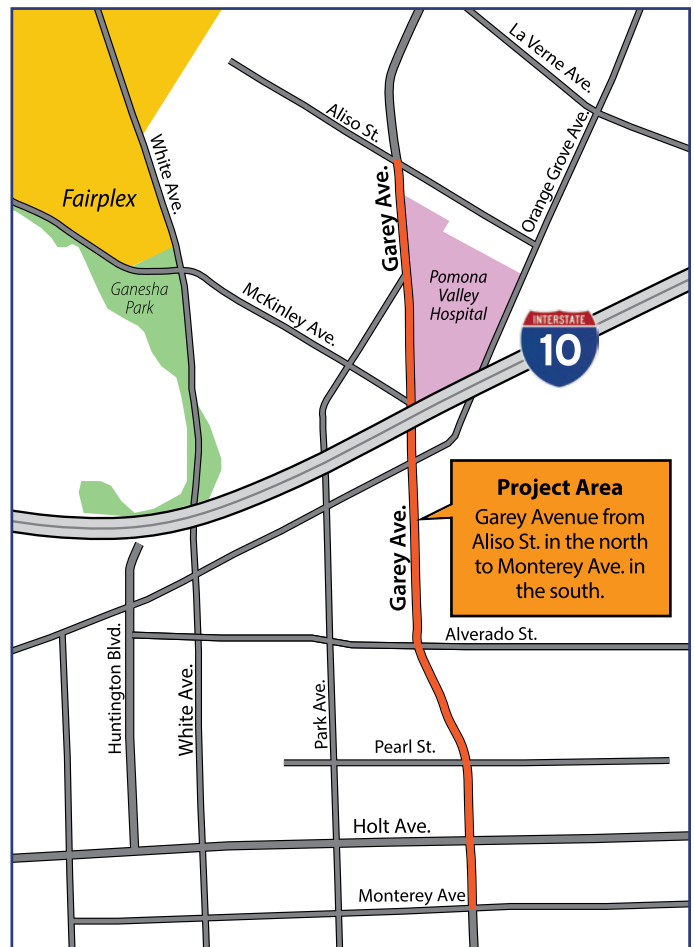 La Verne Ave.
Aliso St.
Orange Grove Ave.
White Ave.
Garey Ave.
Fairplex
Ganesha
Park
Pomona
Valley
Hospital
McKinley Ave.
INTERSTATE
10
Project Area
Garey Avenue from
Aliso St. in the north
to Monterey Ave. in
the south.
Garey Ave.
Alverado St.
Huntington Blvd.
White Ave.
Park Ave.
Pearl St.
Holt Ave.
Monterey Ave